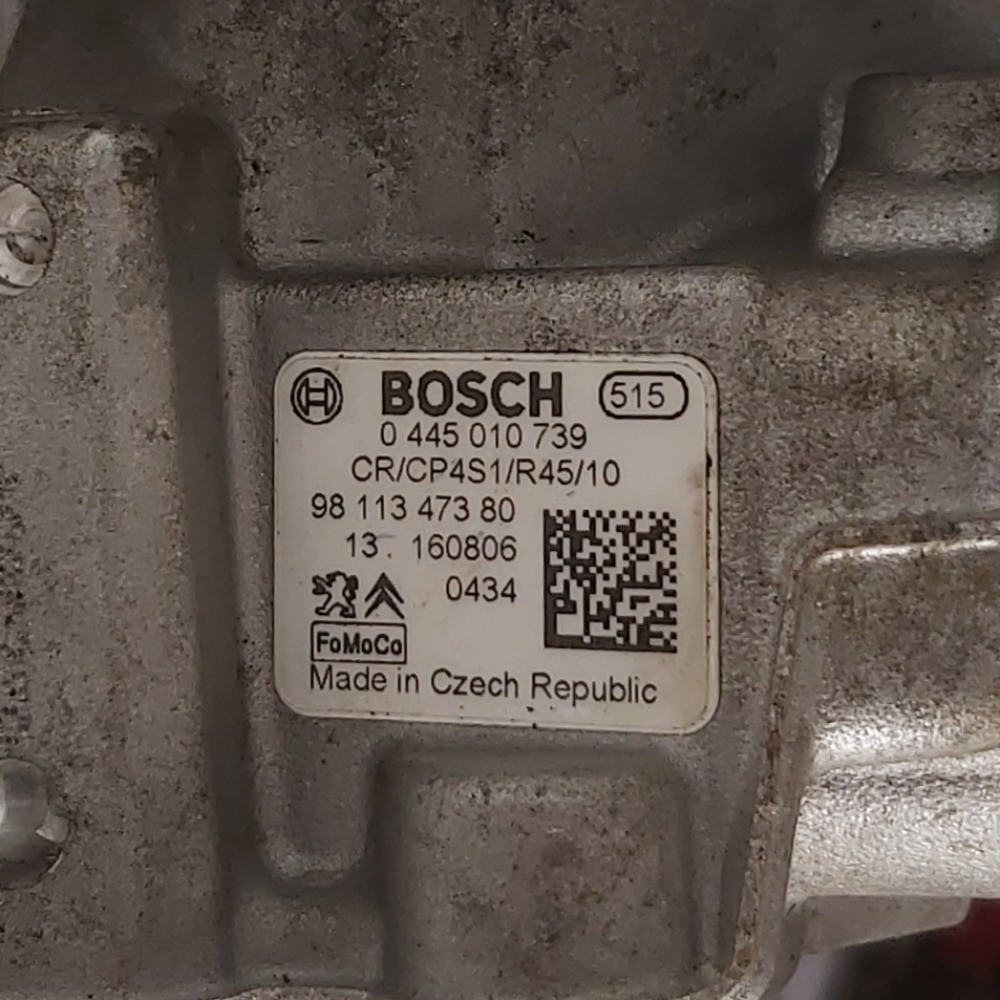 BOSCH 515
0 445 010 739
CR/CP4S1/R45/10
98 113 473 80
13. 160806
0434
FoMoCo
Made in Czech Republic